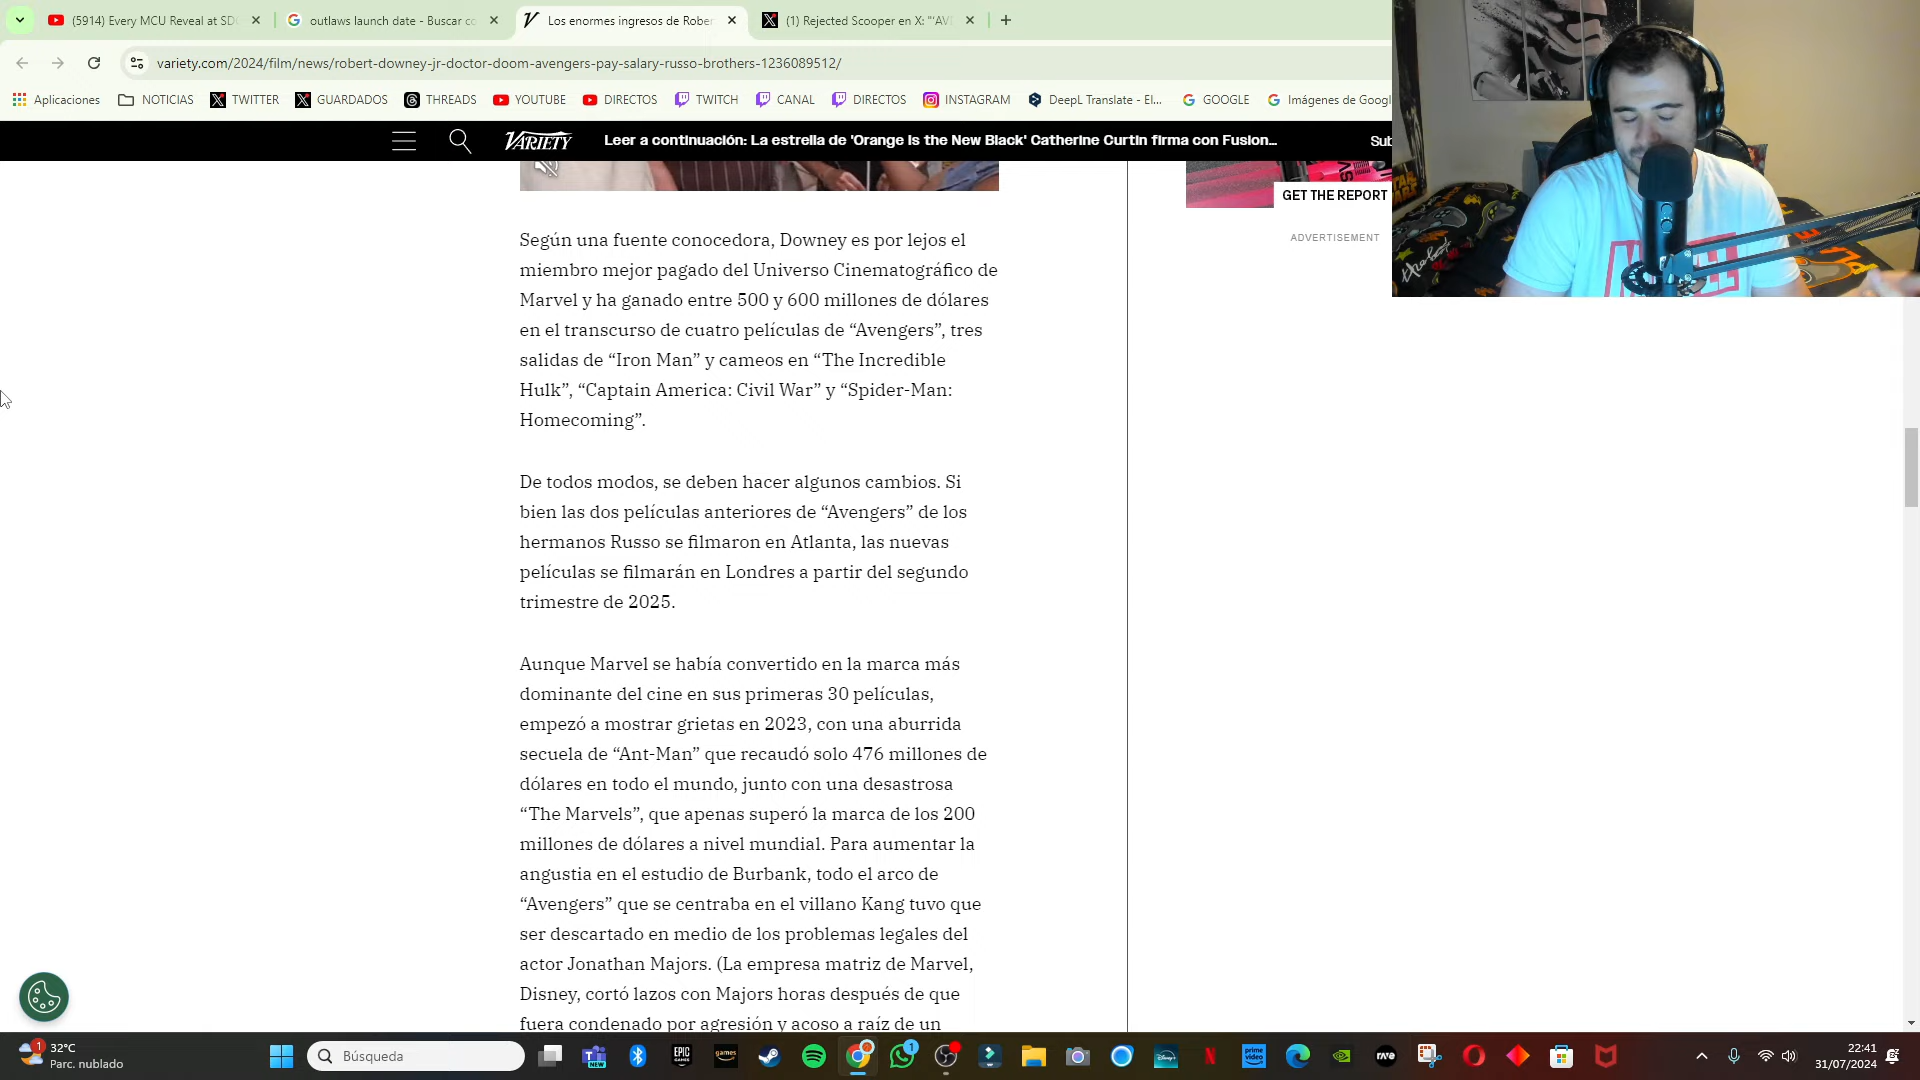 (5914) Every MCU Reveal at SD
outlaws launch date - Buscar co
Los enormes ingresos de Rober
(1) Rejected Scooper en X: "'AV
variety.com/2024/film/news/robert-downey-jr-doctor-doom-avengers-pay-salary-russo-brothers-1236089512/
Aplicaciones
NOTICIAS
TWITTER
GUARDADOS
THREADS
YOUTUBE
DIRECTOS
TWITCH
CANAL
DIRECTOS
INSTAGRAM
DeepL Translate - El...
GOOGLE
Imágenes de Googl
VARIETY
Leer a continuación: La estrella de 'Orange Is the New Black' Catherine Curtin firma con Fusion...
Sub
GET THE REPORT
ADVERTISEMENT
Según una fuente conocedora, Downey es por lejos el
miembro mejor pagado del Universo Cinematográfico de
Marvel y ha ganado entre 500 y 600 millones de dólares
en el transcurso de cuatro películas de “Avengers”, tres
salidas de “Iron Man” y cameos en “The Incredible
Hulk”, “Captain America: Civil War” y “Spider-Man:
Homecoming”.
De todos modos, se deben hacer algunos cambios. Si
bien las dos películas anteriores de “Avengers” de los
hermanos Russo se filmaron en Atlanta, las nuevas
películas se filmarán en Londres a partir del segundo
trimestre de 2025.
Aunque Marvel se había convertido en la marca más
dominante del cine en sus primeras 30 películas,
empezó a mostrar grietas en 2023, con una aburrida
secuela de “Ant-Man” que recaudó solo 476 millones de
dólares en todo el mundo, junto con una desastrosa
“The Marvels”, que apenas superó la marca de los 200
millones de dólares a nivel mundial. Para aumentar la
angustia en el estudio de Burbank, todo el arco de
“Avengers” que se centraba en el villano Kang tuvo que
ser descartado en medio de los problemas legales del
actor Jonathan Majors. (La empresa matriz de Marvel,
Disney, cortó lazos con Majors horas después de que
fuera condenado por agresión y acoso a raíz de un
1
32°C
Parc. nublado
Búsqueda
NEW
EPIC
GAMES
games
1
prime
video
rave
22:41
31/07/2024